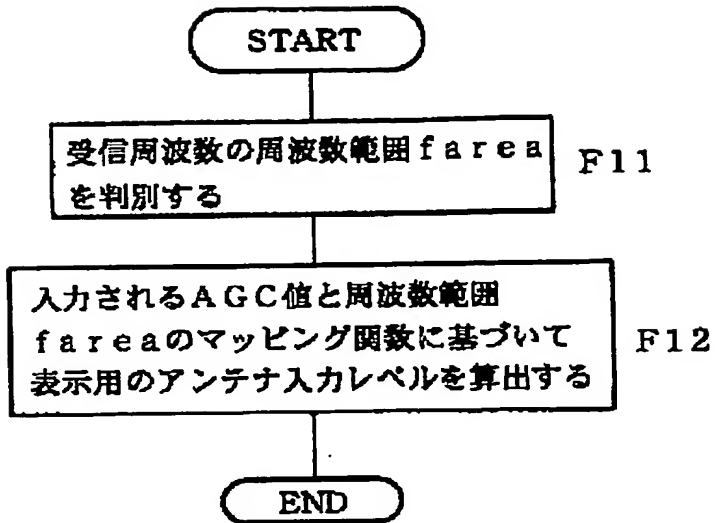 START
受信周波数の周波数範囲farea F11
を判別する
入力されるAGC値と周波数範囲
fareaのマッピング関数に基づいて F12
表示用のアンテナ入力レベルを算出する
END